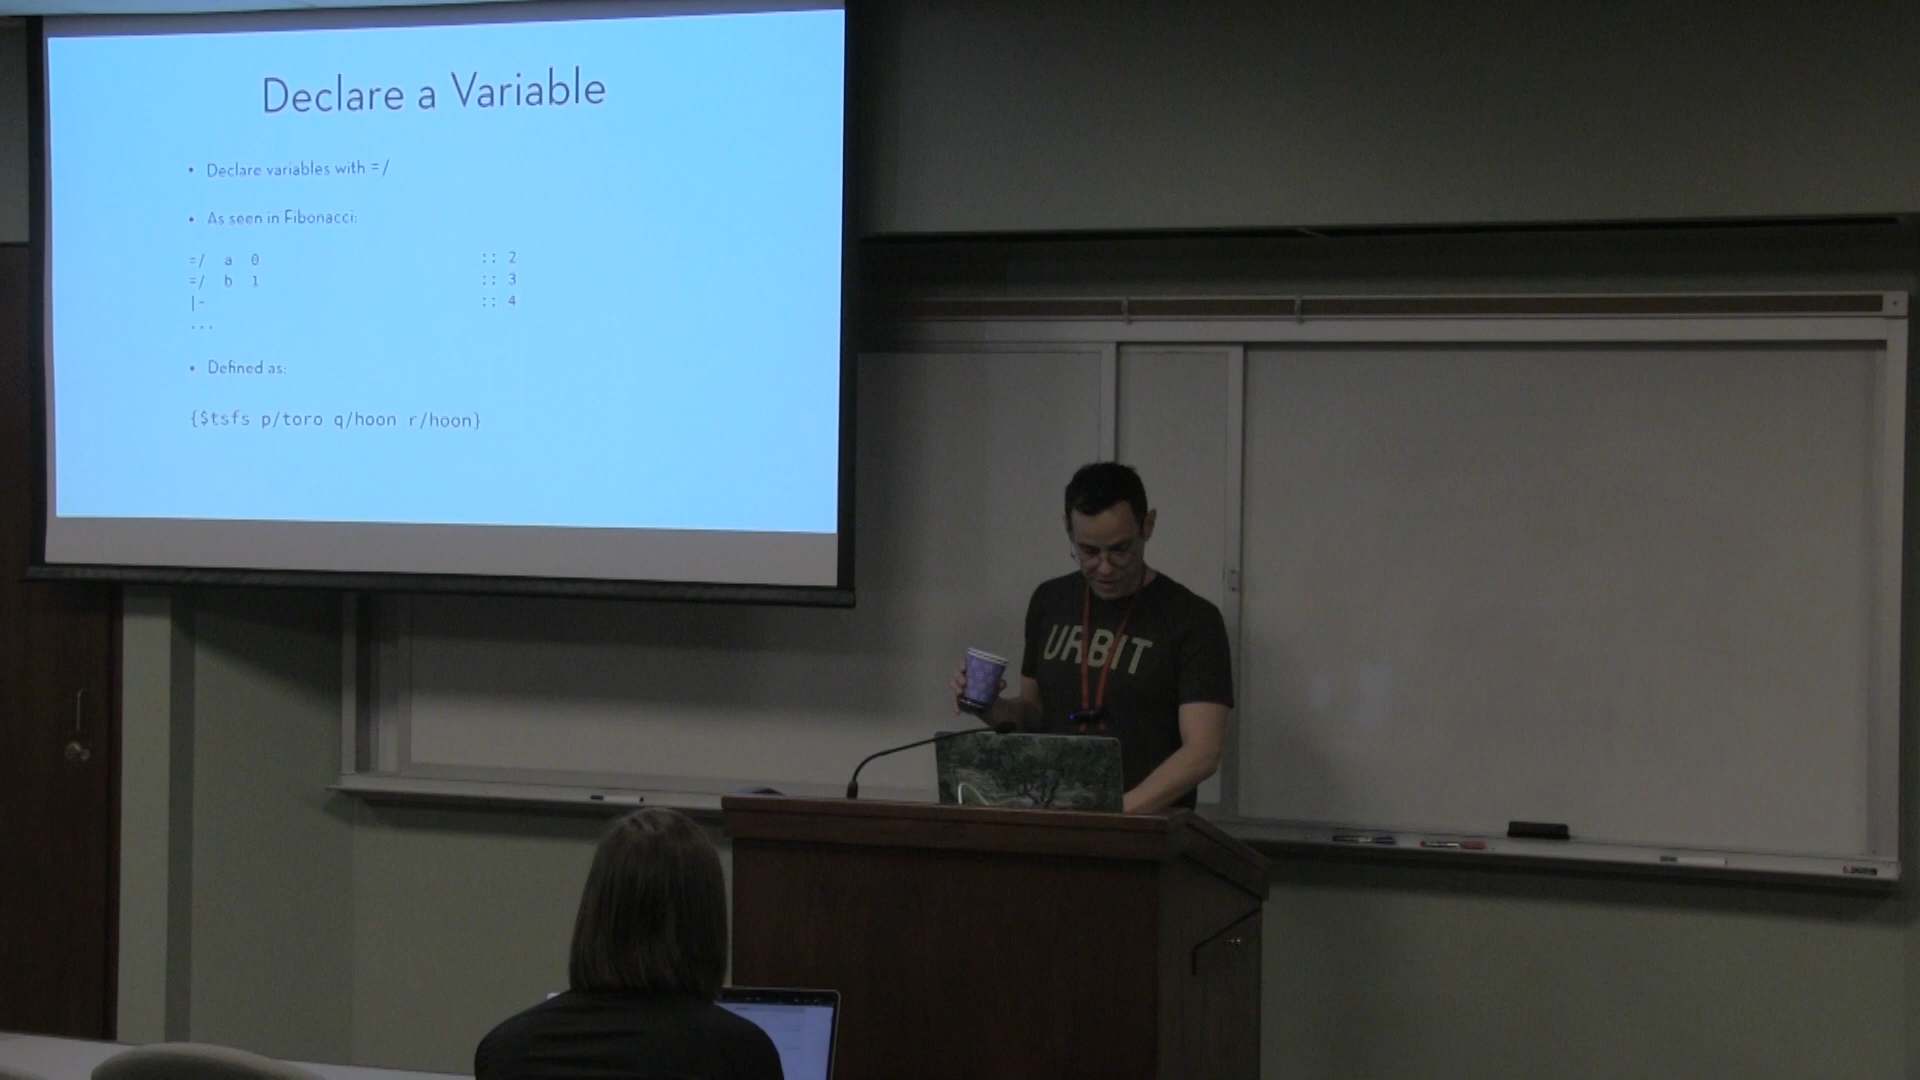 Declare a Variable
• Declare variables with =/
• As seen in Fibonacci:
=/ a 0 :: 2
=/ b 1 :: 3
|- :: 4
...
• Defined as:
{$tsfs p/toro q/hoon r/hoon}
URBIT